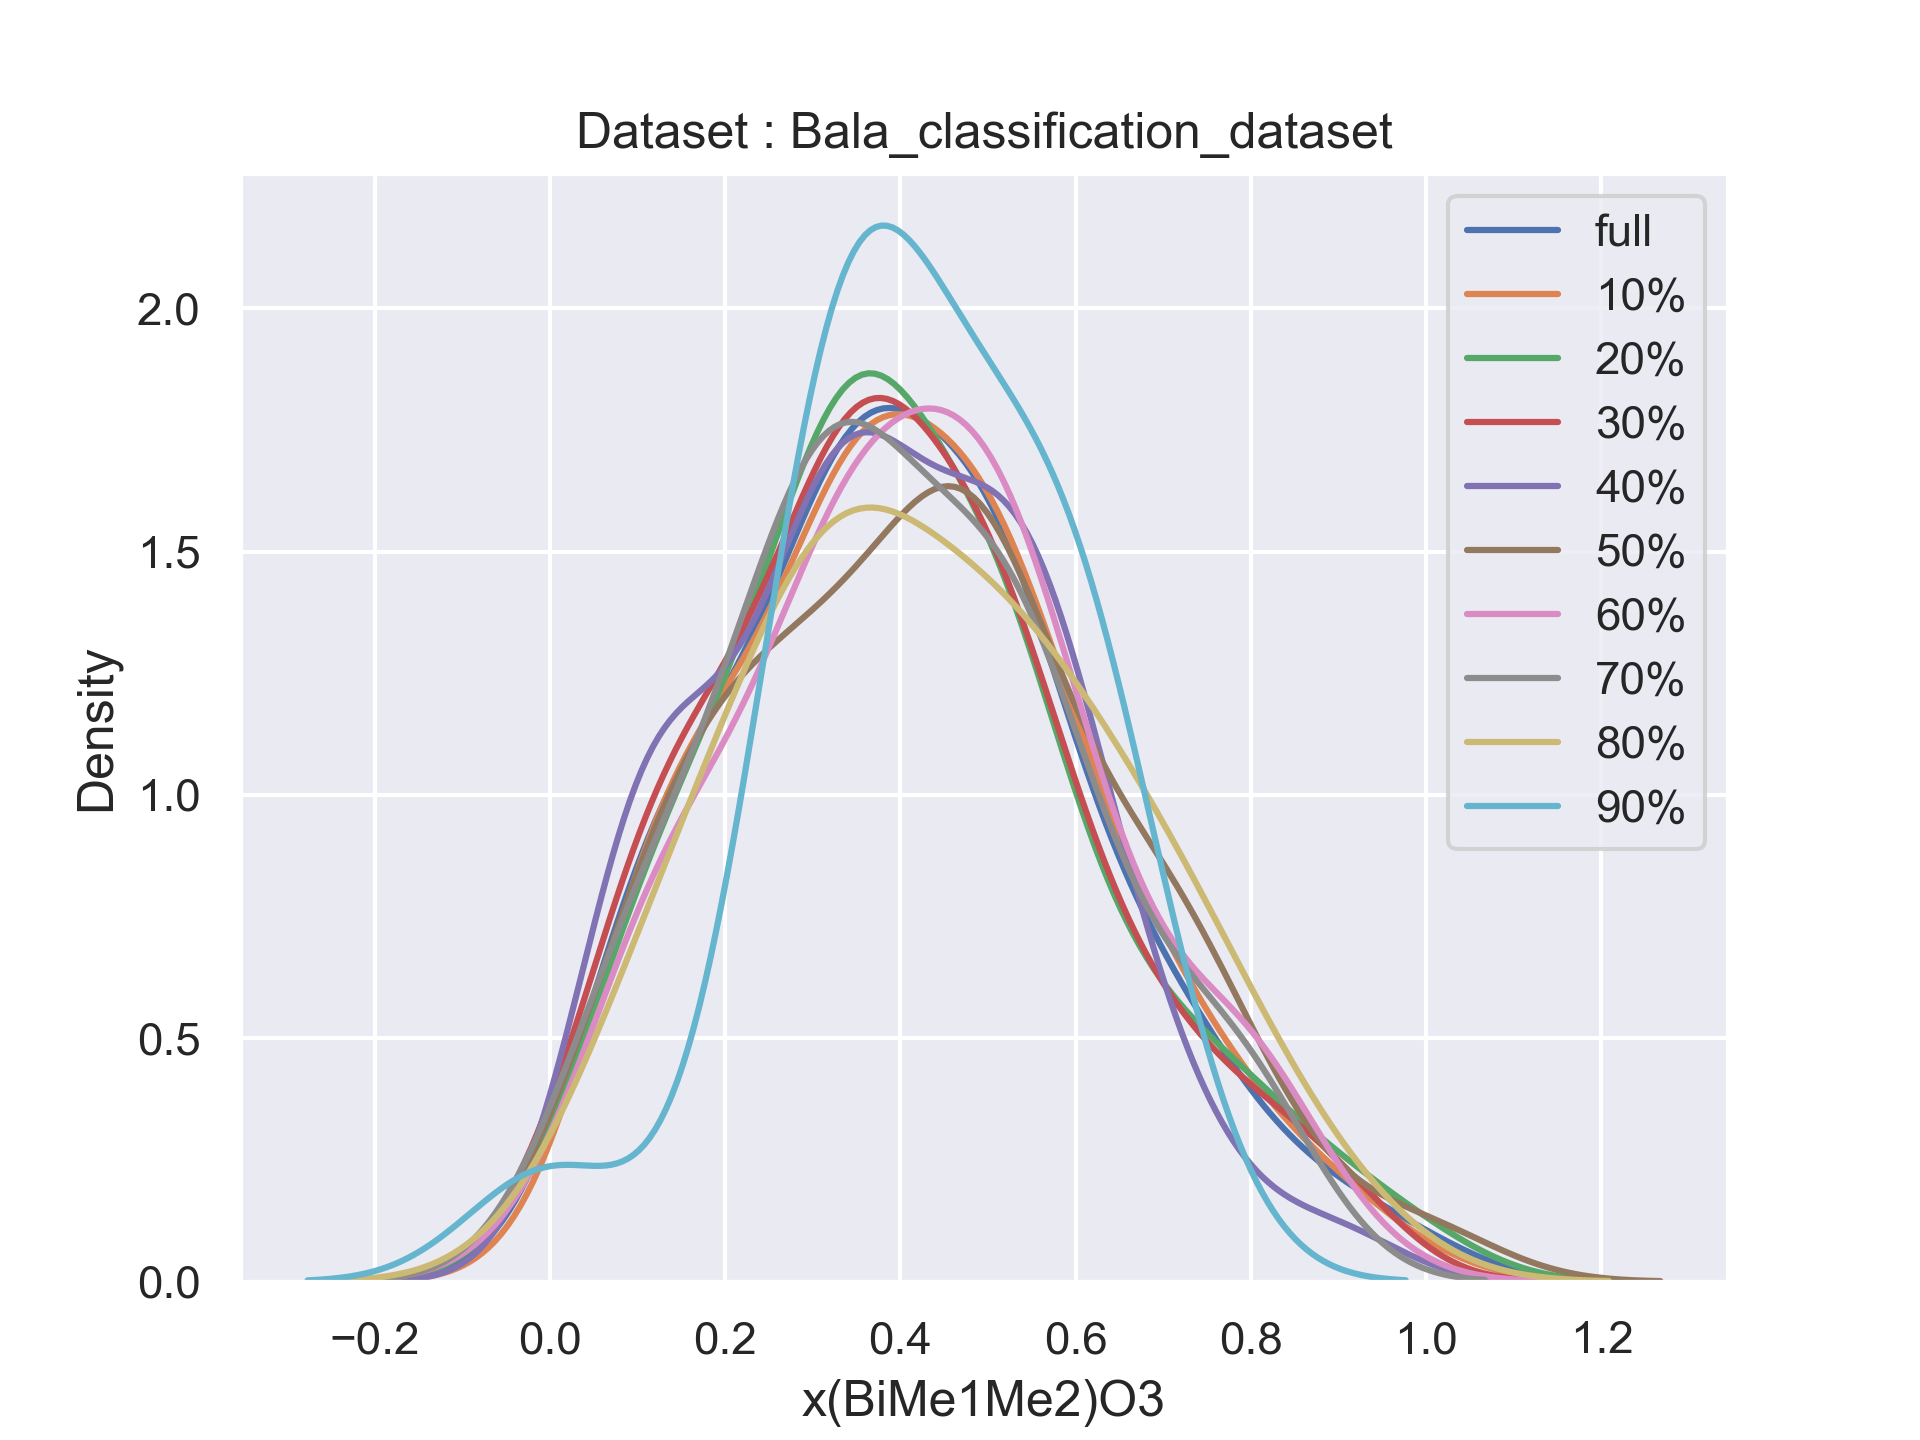 Dataset : Bala_classification_dataset
full
10%
20%
30%
40%
50%
60%
70%
80%
90%
Density
2.0
1.5
1.0
0.5
0.0
−0.2 0.0 0.2 0.4 0.6 0.8 1.0 1.2
x(BiMe1Me2)O3